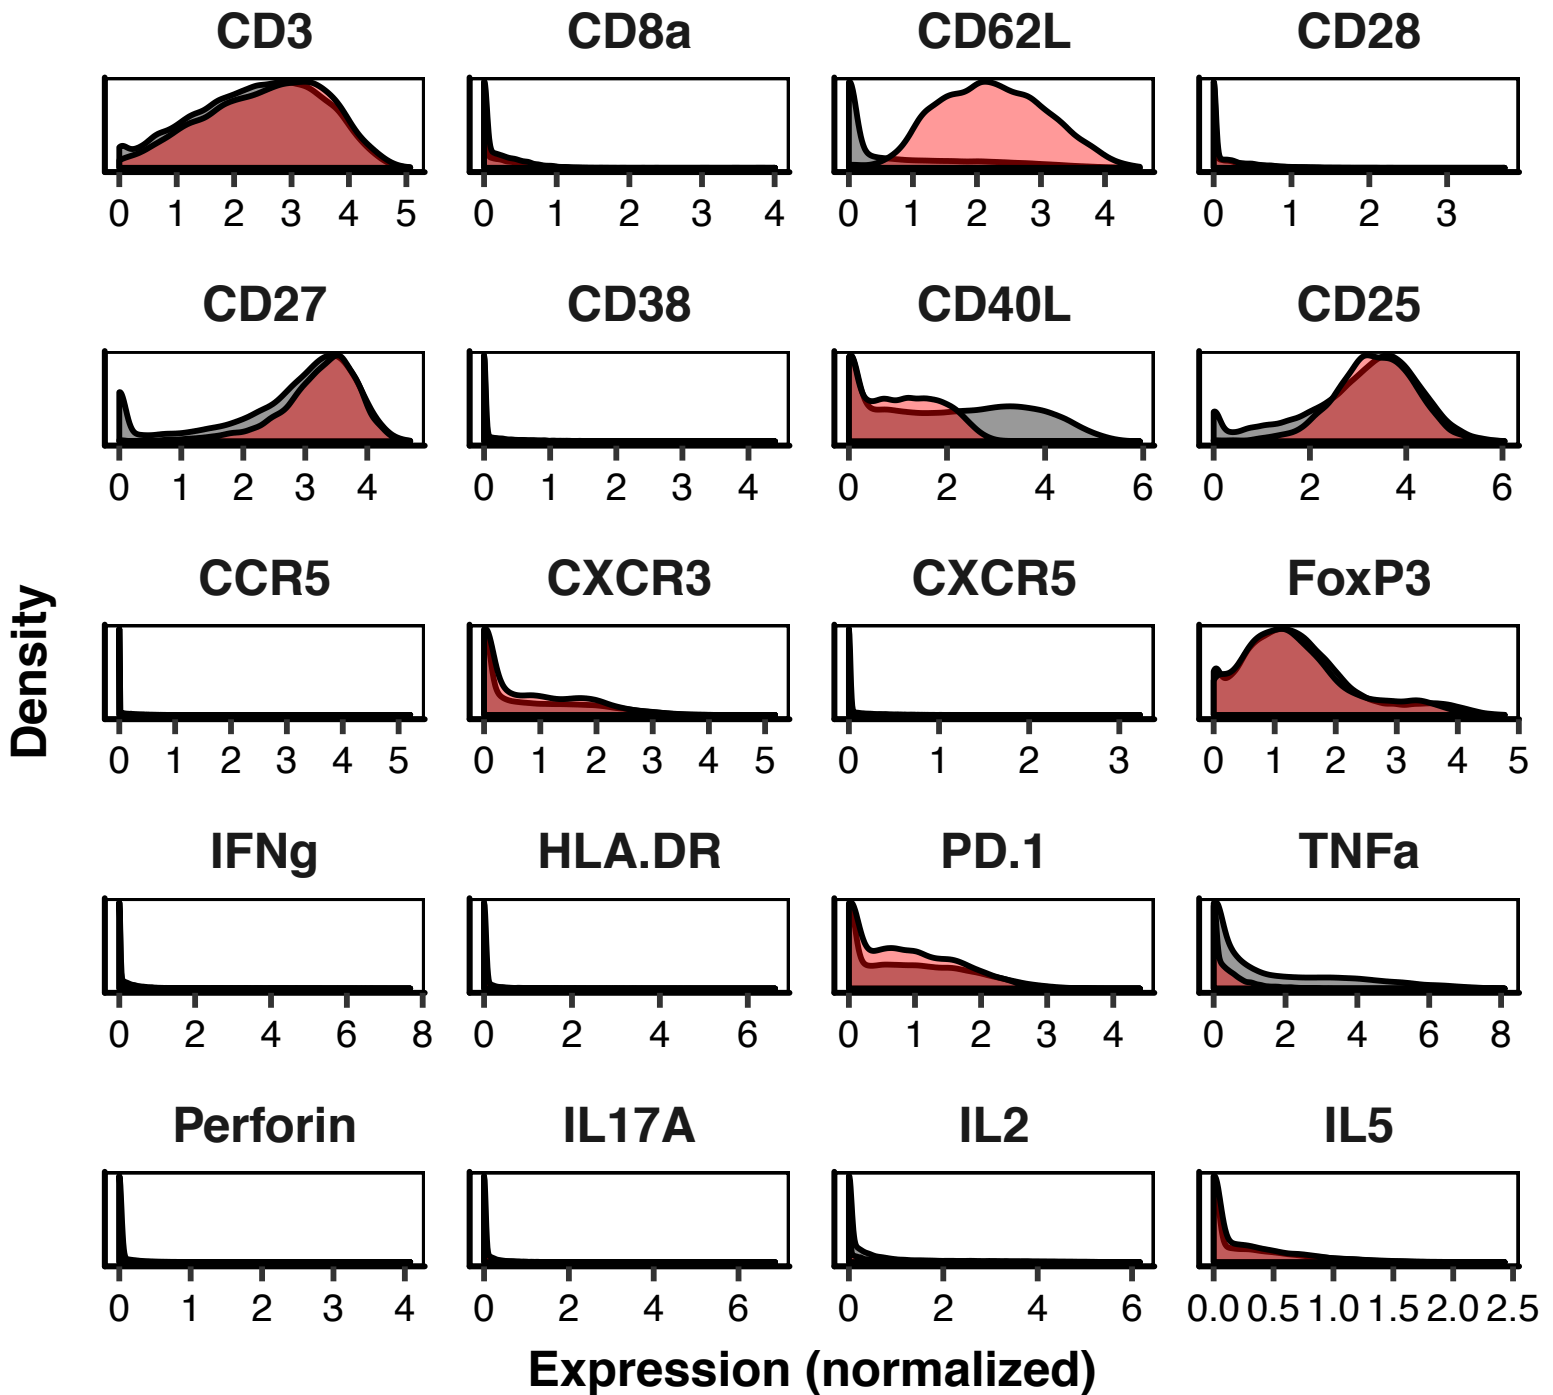 CD3 CD8a CD62L CD28
0 1 2 3 4 5 0 1 2 3 4 0 1 2 3 4 0 1 2 3
CD27 CD38 CD40L CD25
0 1 2 3 4 0 1 2 3 4 0 2 4 6 0 2 4 6
CCR5 CXCR3 CXCR5 FoxP3
0 1 2 3 4 5 0 1 2 3 4 5 0 1 2 3 0 1 2 3 4 5
Density
IFNg HLA.DR PD.1 TNFa
0 2 4 6 8 0 2 4 6 0 1 2 3 4 0 2 4 6 8
Perforin IL17A IL2 IL5
0 1 2 3 4 0 2 4 6 0 2 4 6 0.0 0.5 1.0 1.5 2.0 2.5
Expression (normalized)